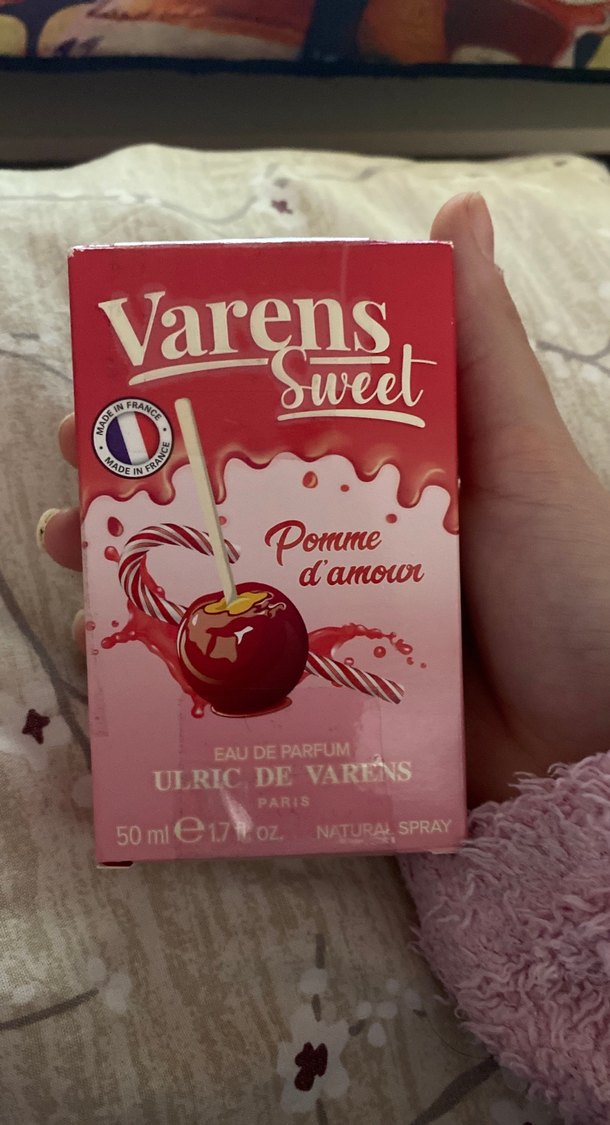 Varens
Sweet
MADE IN FRANCE
MADE IN FRANCE
Pomme
d'amour
EAU DE PARFUM
ULRIC DE VARENS
PARIS
50 ml ℮ 1.7 fl. oz. NATURAL SPRAY